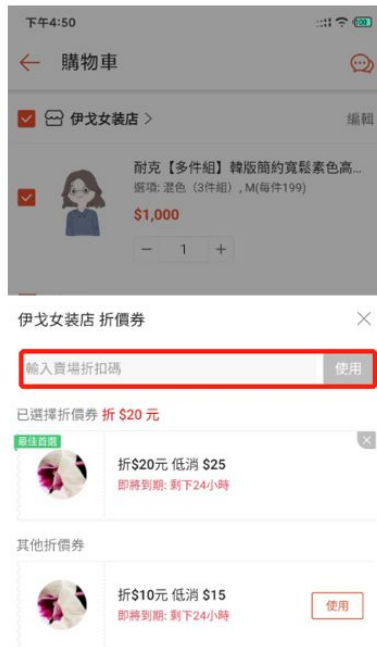 下午4:50
100
購物車
伊戈女装店 >
編輯
耐克【多件組】韓版簡約寬鬆素色高...
選項: 混色（3件組）, M(每件199)
$1,000
− 1 +
伊戈女装店 折價券
輸入賣場折扣碼
使用
已選擇折價券 折 $20 元
最佳首選
折$20元 低消 $25
即將到期: 剩下24小時
其他折價券
折$10元 低消 $15
即將到期: 剩下24小時
使用